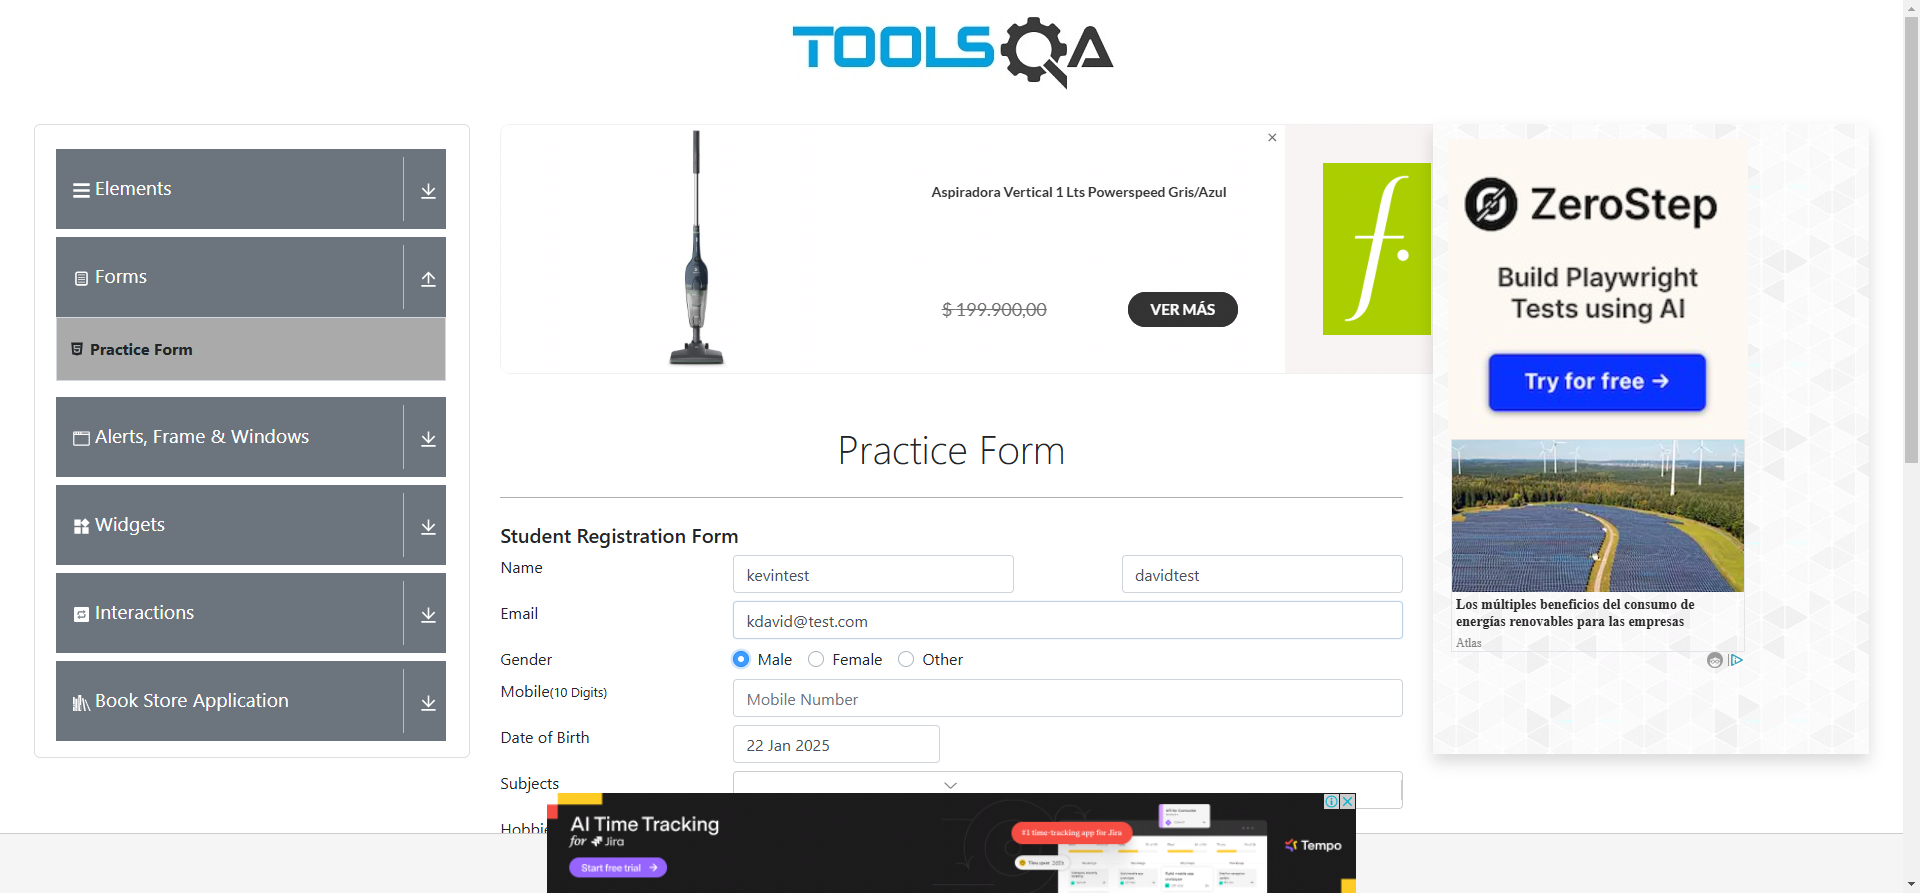 TOOLSQA
Elements
Forms
Practice Form
Alerts, Frame & Windows
Widgets
Interactions
Book Store Application
Aspiradora Vertical 1 Lts Powerspeed Gris/Azul
$ 199.900,00
VER MÁS
f.
ZeroStep
Build Playwright
Tests using AI
Try for free →
Los múltiples beneficios del consumo de
energías renovables para las empresas
Atlas
Practice Form
Student Registration Form
Name
kevintest
davidtest
Email
kdavid@test.com
Gender
Male
Female
Other
Mobile(10 Digits)
Mobile Number
Date of Birth
22 Jan 2025
Subjects
Hobbie
AI Time Tracking
for Jira
Start free trial →
#1 time-tracking app for Jira
Tempo